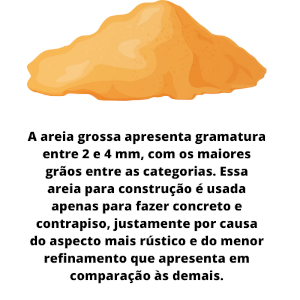 A areia grossa apresenta gramatura
entre 2 e 4 mm, com os maiores
grãos entre as categorias. Essa
areia para construção é usada
apenas para fazer concreto e
contrapiso, justamente por causa
do aspecto mais rústico e do menor
refinamento que apresenta em
comparação às demais.